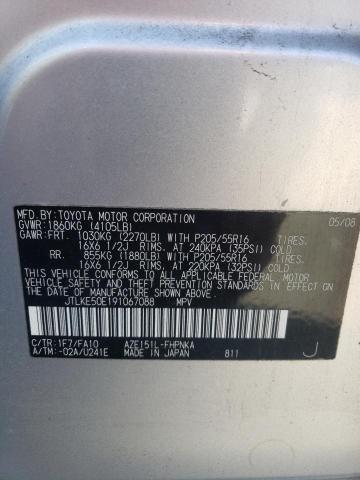 MFD.BY:TOYOTA MOTOR CORPORATION 05/08
GVWR: 1860KG (4105LB)
GAWR:FRT. 1030KG (2270LB) WITH P205/55R16 TIRES.
16X6 1/2J RIMS, AT 240KPA (35PSI) COLD
RR. 855KG (1880LB) WITH P205/55R16 TIRES.
16X6 1/2J RIMS, AT 220KPA (32PSI) COLD
THIS VEHICLE CONFORMS TO ALL APPLICABLE FEDERAL MOTOR
VEHICLE SAFETY, BUMPER, AND THEFT PREVENTION STANDARDS
IN EFFECT ON THE DATE OF MANUFACTURE SHOWN ABOVE.
JTLKE50E191067088 MPV
C/TR:1F7/FA10 AZE151L-FHPNKA
A/TM:-02A/U241E MADE IN JAPAN 811 J